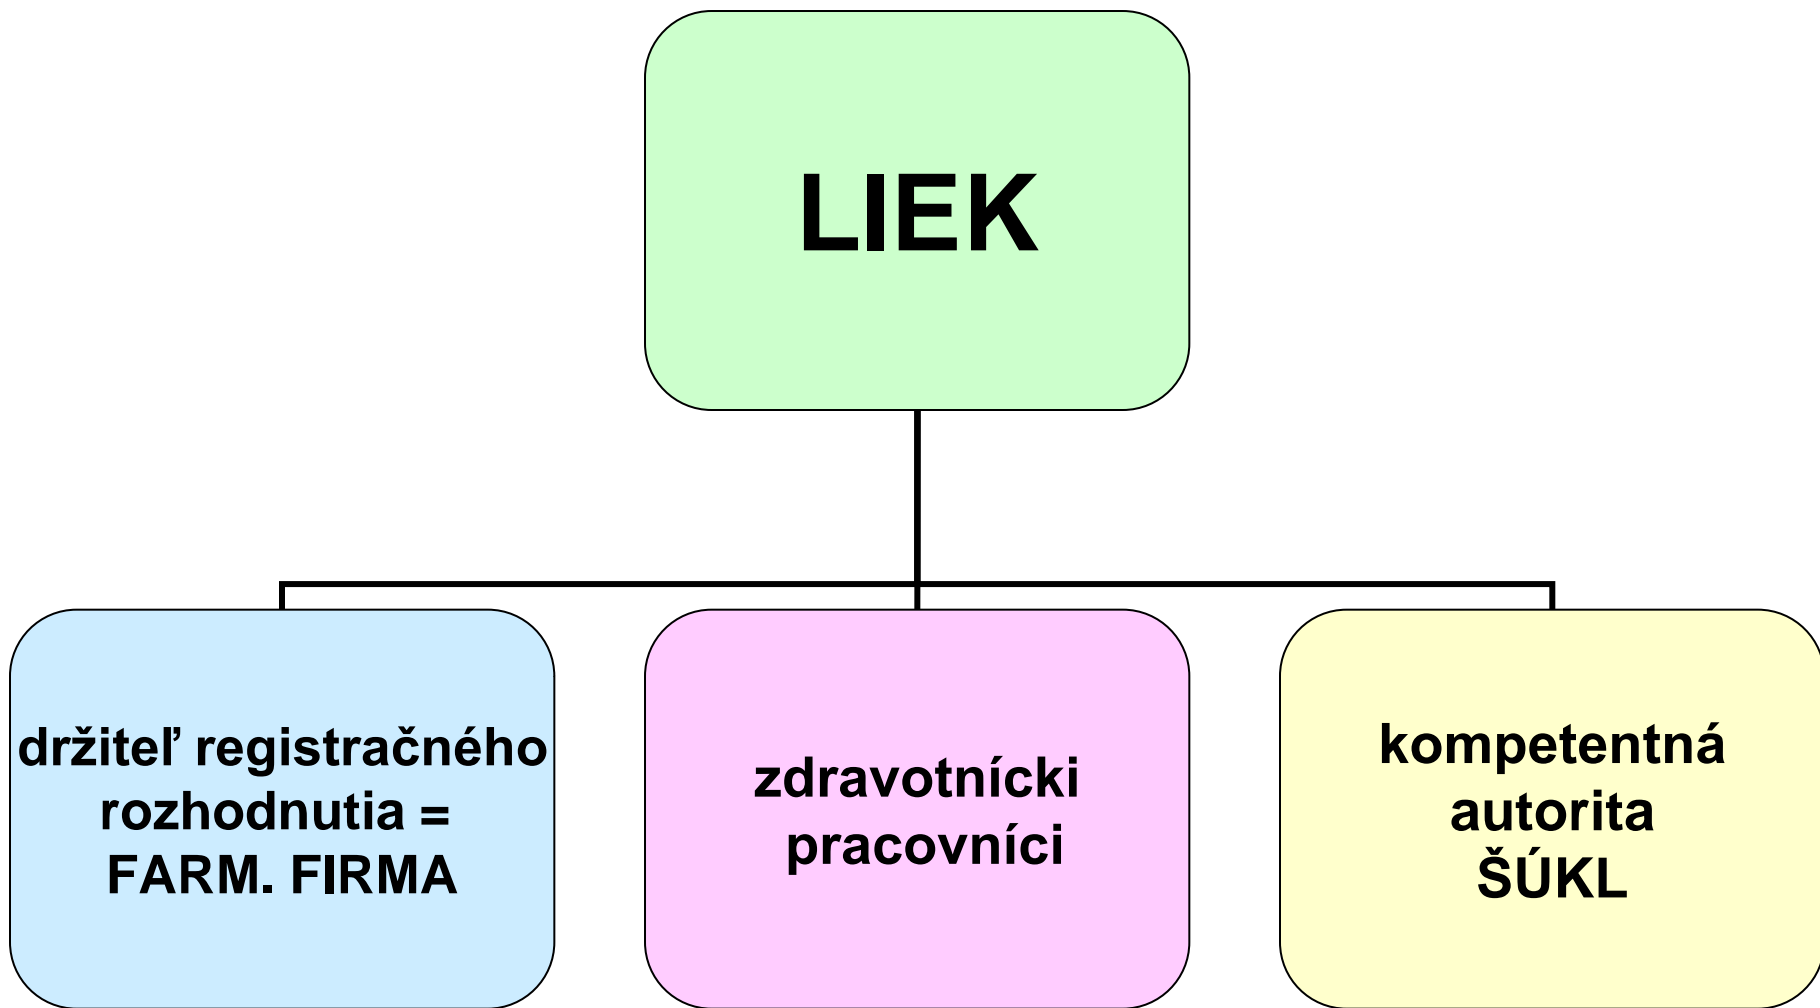 LIEK
držiteľ registračného
rozhodnutia =
FARM. FIRMA
zdravotnícki
pracovníci
kompetentná
autorita
ŠÚKL